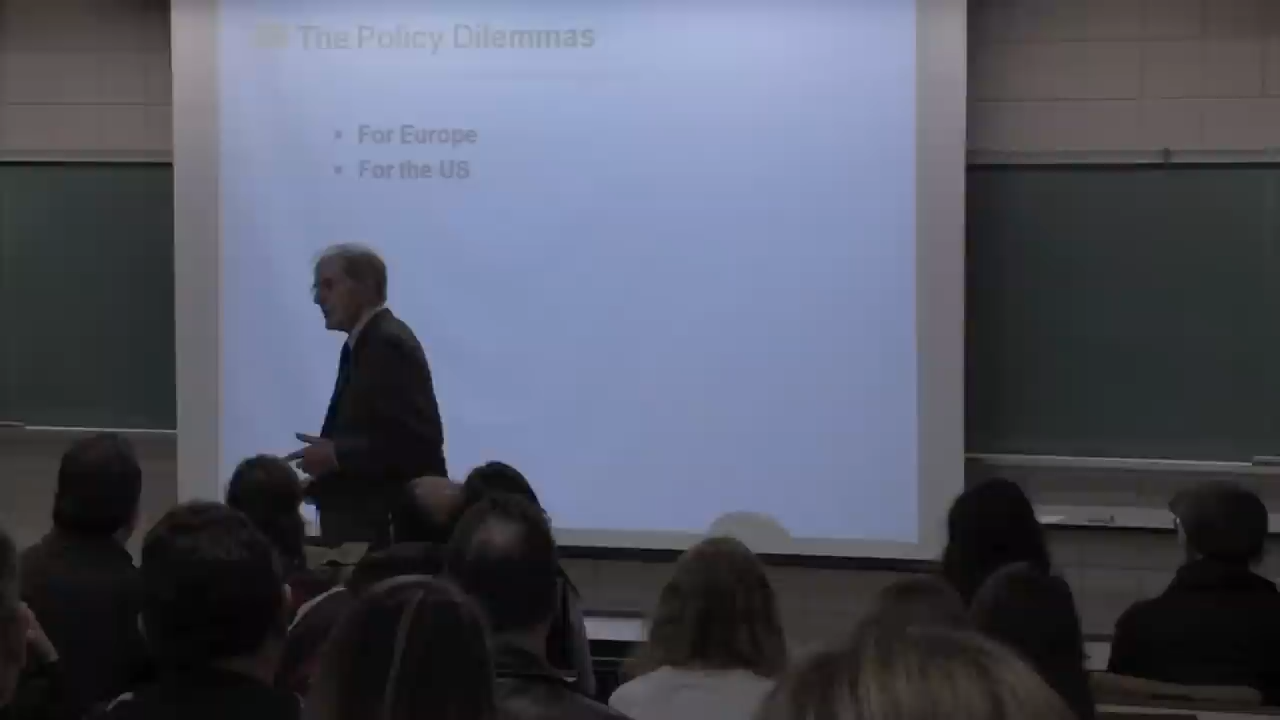 The Policy Dilemmas
• For Europe
• For the US